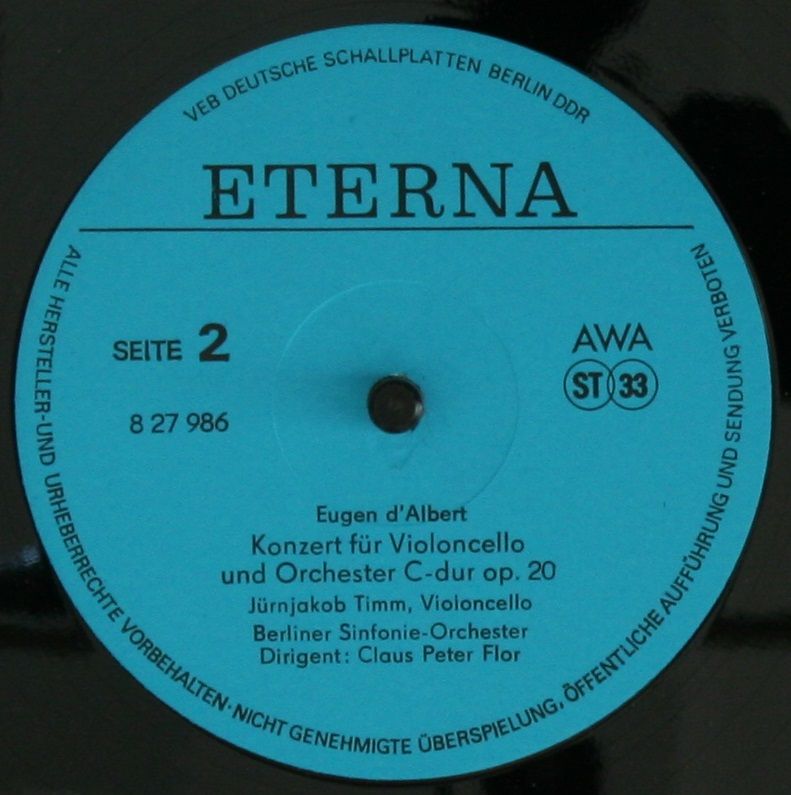 VEB DEUTSCHE SCHALLPLATTEN BERLIN DDR
ETERNA
SEITE 2
8 27 986
AWA
ST 33
Eugen d'Albert
Konzert für Violoncello
und Orchester C-dur op. 20
Jürnjakob Timm, Violoncello
Berliner Sinfonie-Orchester
Dirigent: Claus Peter Flor
ALLE HERSTELLER-UND URHEBERRECHTE VORBEHALTEN·NICHT GENEHMIGTE ÜBERSPIELUNG, ÖFFENTLICHE AUFFÜHRUNG UND SENDUNG VERBOTEN